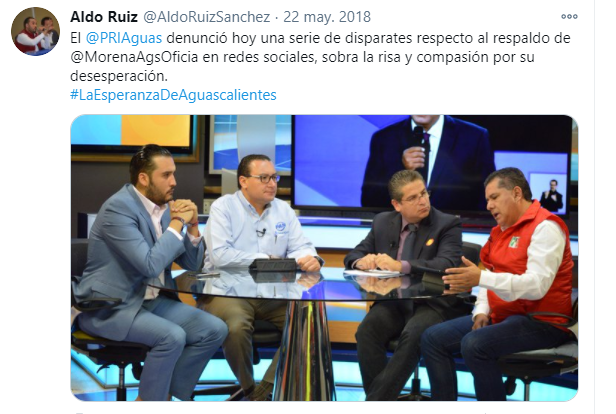 Aldo Ruiz @AldoRuizSanchez · 22 may. 2018
El @PRIAguas denunció hoy una serie de disparates respecto al respaldo de
@MorenaAgsOficia en redes sociales, sobra la risa y compasión por su
desesperación.
#LaEsperanzaDeAguascalientes